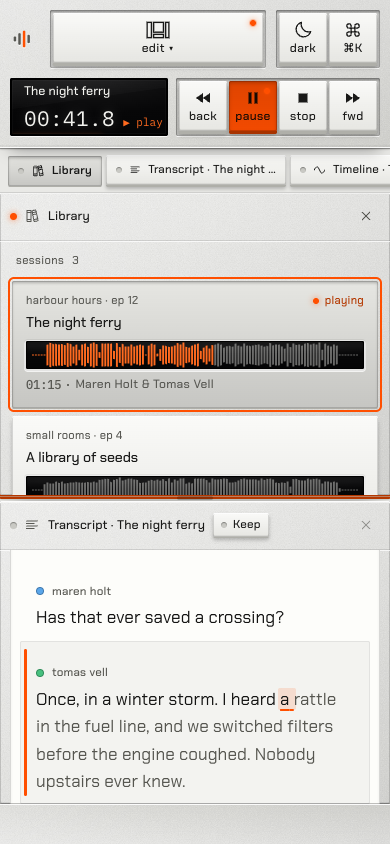 edit ▾
dark
⌘K
The night ferry
00:41.8 ▶ play
back
pause
stop
fwd
Library
Transcript · The night ...
Timeline · T
Library
sessions 3
harbour hours · ep 12
playing
The night ferry
01:15 · Maren Holt & Tomas Vell
small rooms · ep 4
A library of seeds
Transcript · The night ferry
Keep
maren holt
Has that ever saved a crossing?
tomas vell
Once, in a winter storm. I heard a rattle
in the fuel line, and we switched filters
before the engine coughed. Nobody
upstairs ever knew.